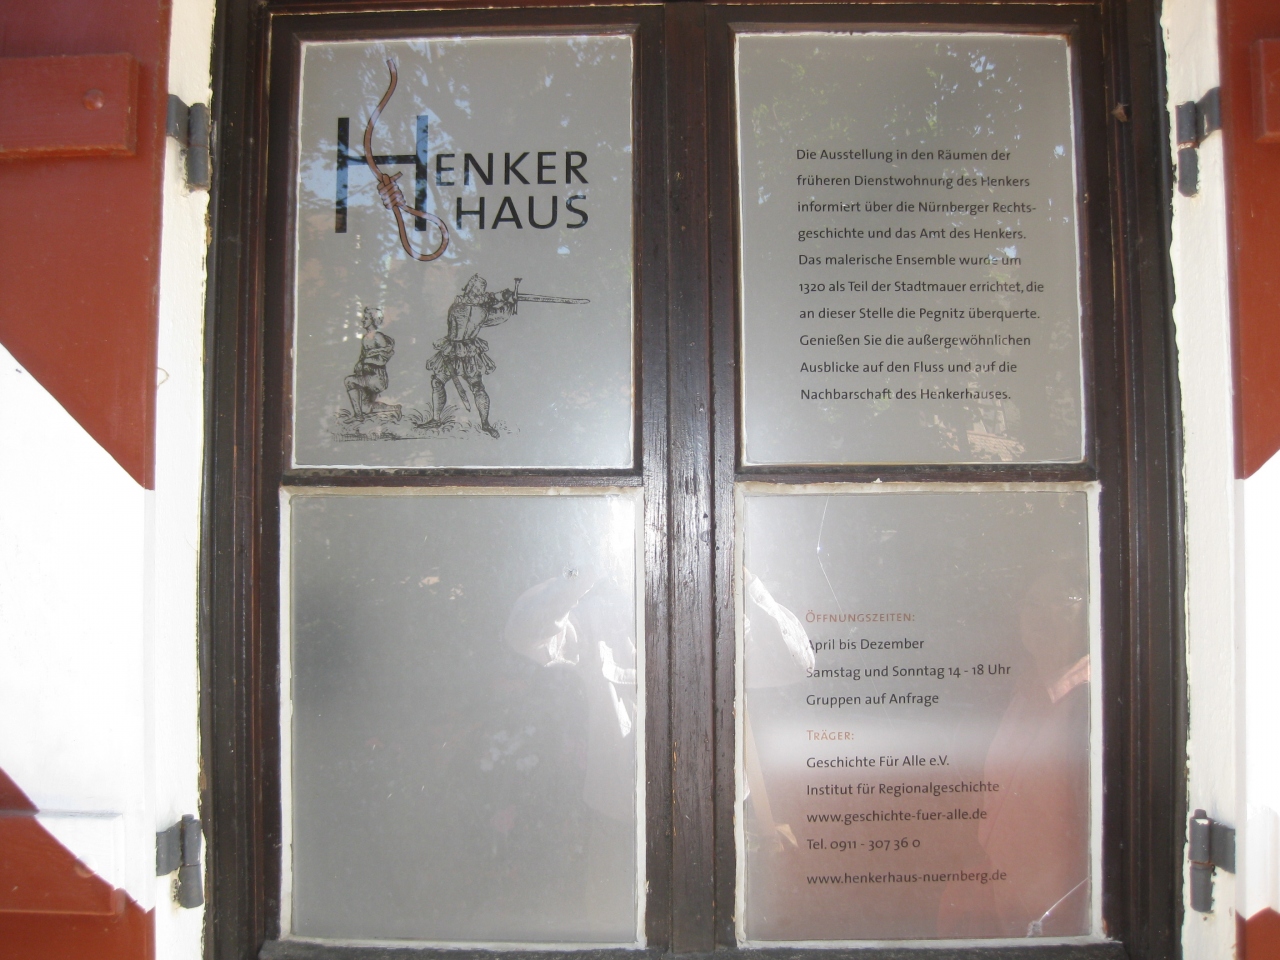 HENKER
HAUS
Die Ausstellung in den Räumen der
früheren Dienstwohnung des Henkers
informiert über die Nürnberger Rechts-
geschichte und das Amt des Henkers.
Das malerische Ensemble wurde um
1320 als Teil der Stadtmauer errichtet, die
an dieser Stelle die Pegnitz überquerte.
Genießen Sie die außergewöhnlichen
Ausblicke auf den Fluss und auf die
Nachbarschaft des Henkerhauses.
ÖFFNUNGSZEITEN:
April bis Dezember
Samstag und Sonntag 14 - 18 Uhr
Gruppen auf Anfrage
TRÄGER:
Geschichte Für Alle e.V.
Institut für Regionalgeschichte
www.geschichte-fuer-alle.de
Tel. 0911 - 307 36 0
www.henkerhaus-nuernberg.de